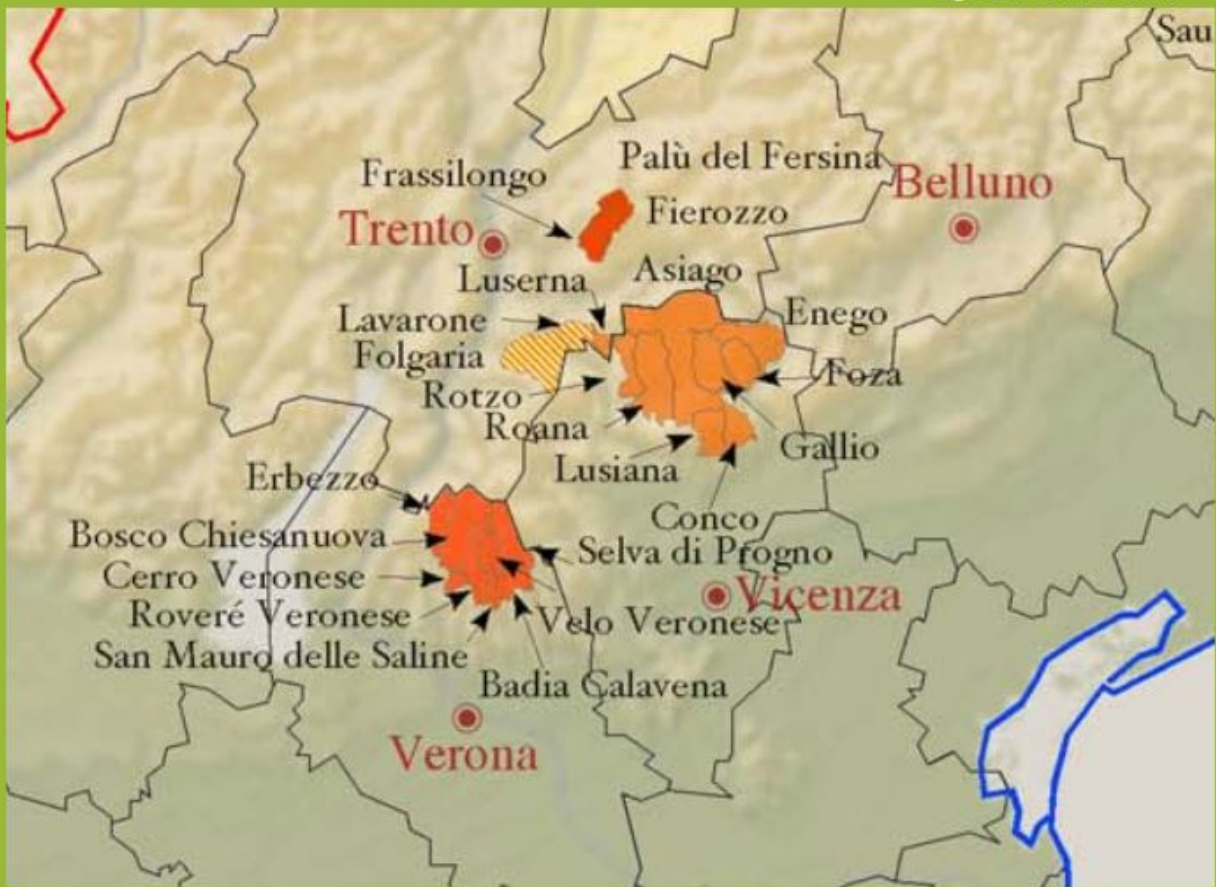 Sau
Palù del Fersina
Frassilongo
Belluno
Fierozzo
Trento
Asiago
Luserna
Lavarone
Enego
Folgaria
Foza
Rotzo
Roana
Gallio
Lusiana
Erbezzo
Conco
Bosco Chiesanuova
Selva di Progno
Cerro Veronese
Vicenza
Roveré Veronese
Velo Veronese
San Mauro delle Saline
Badia Calavena
Verona